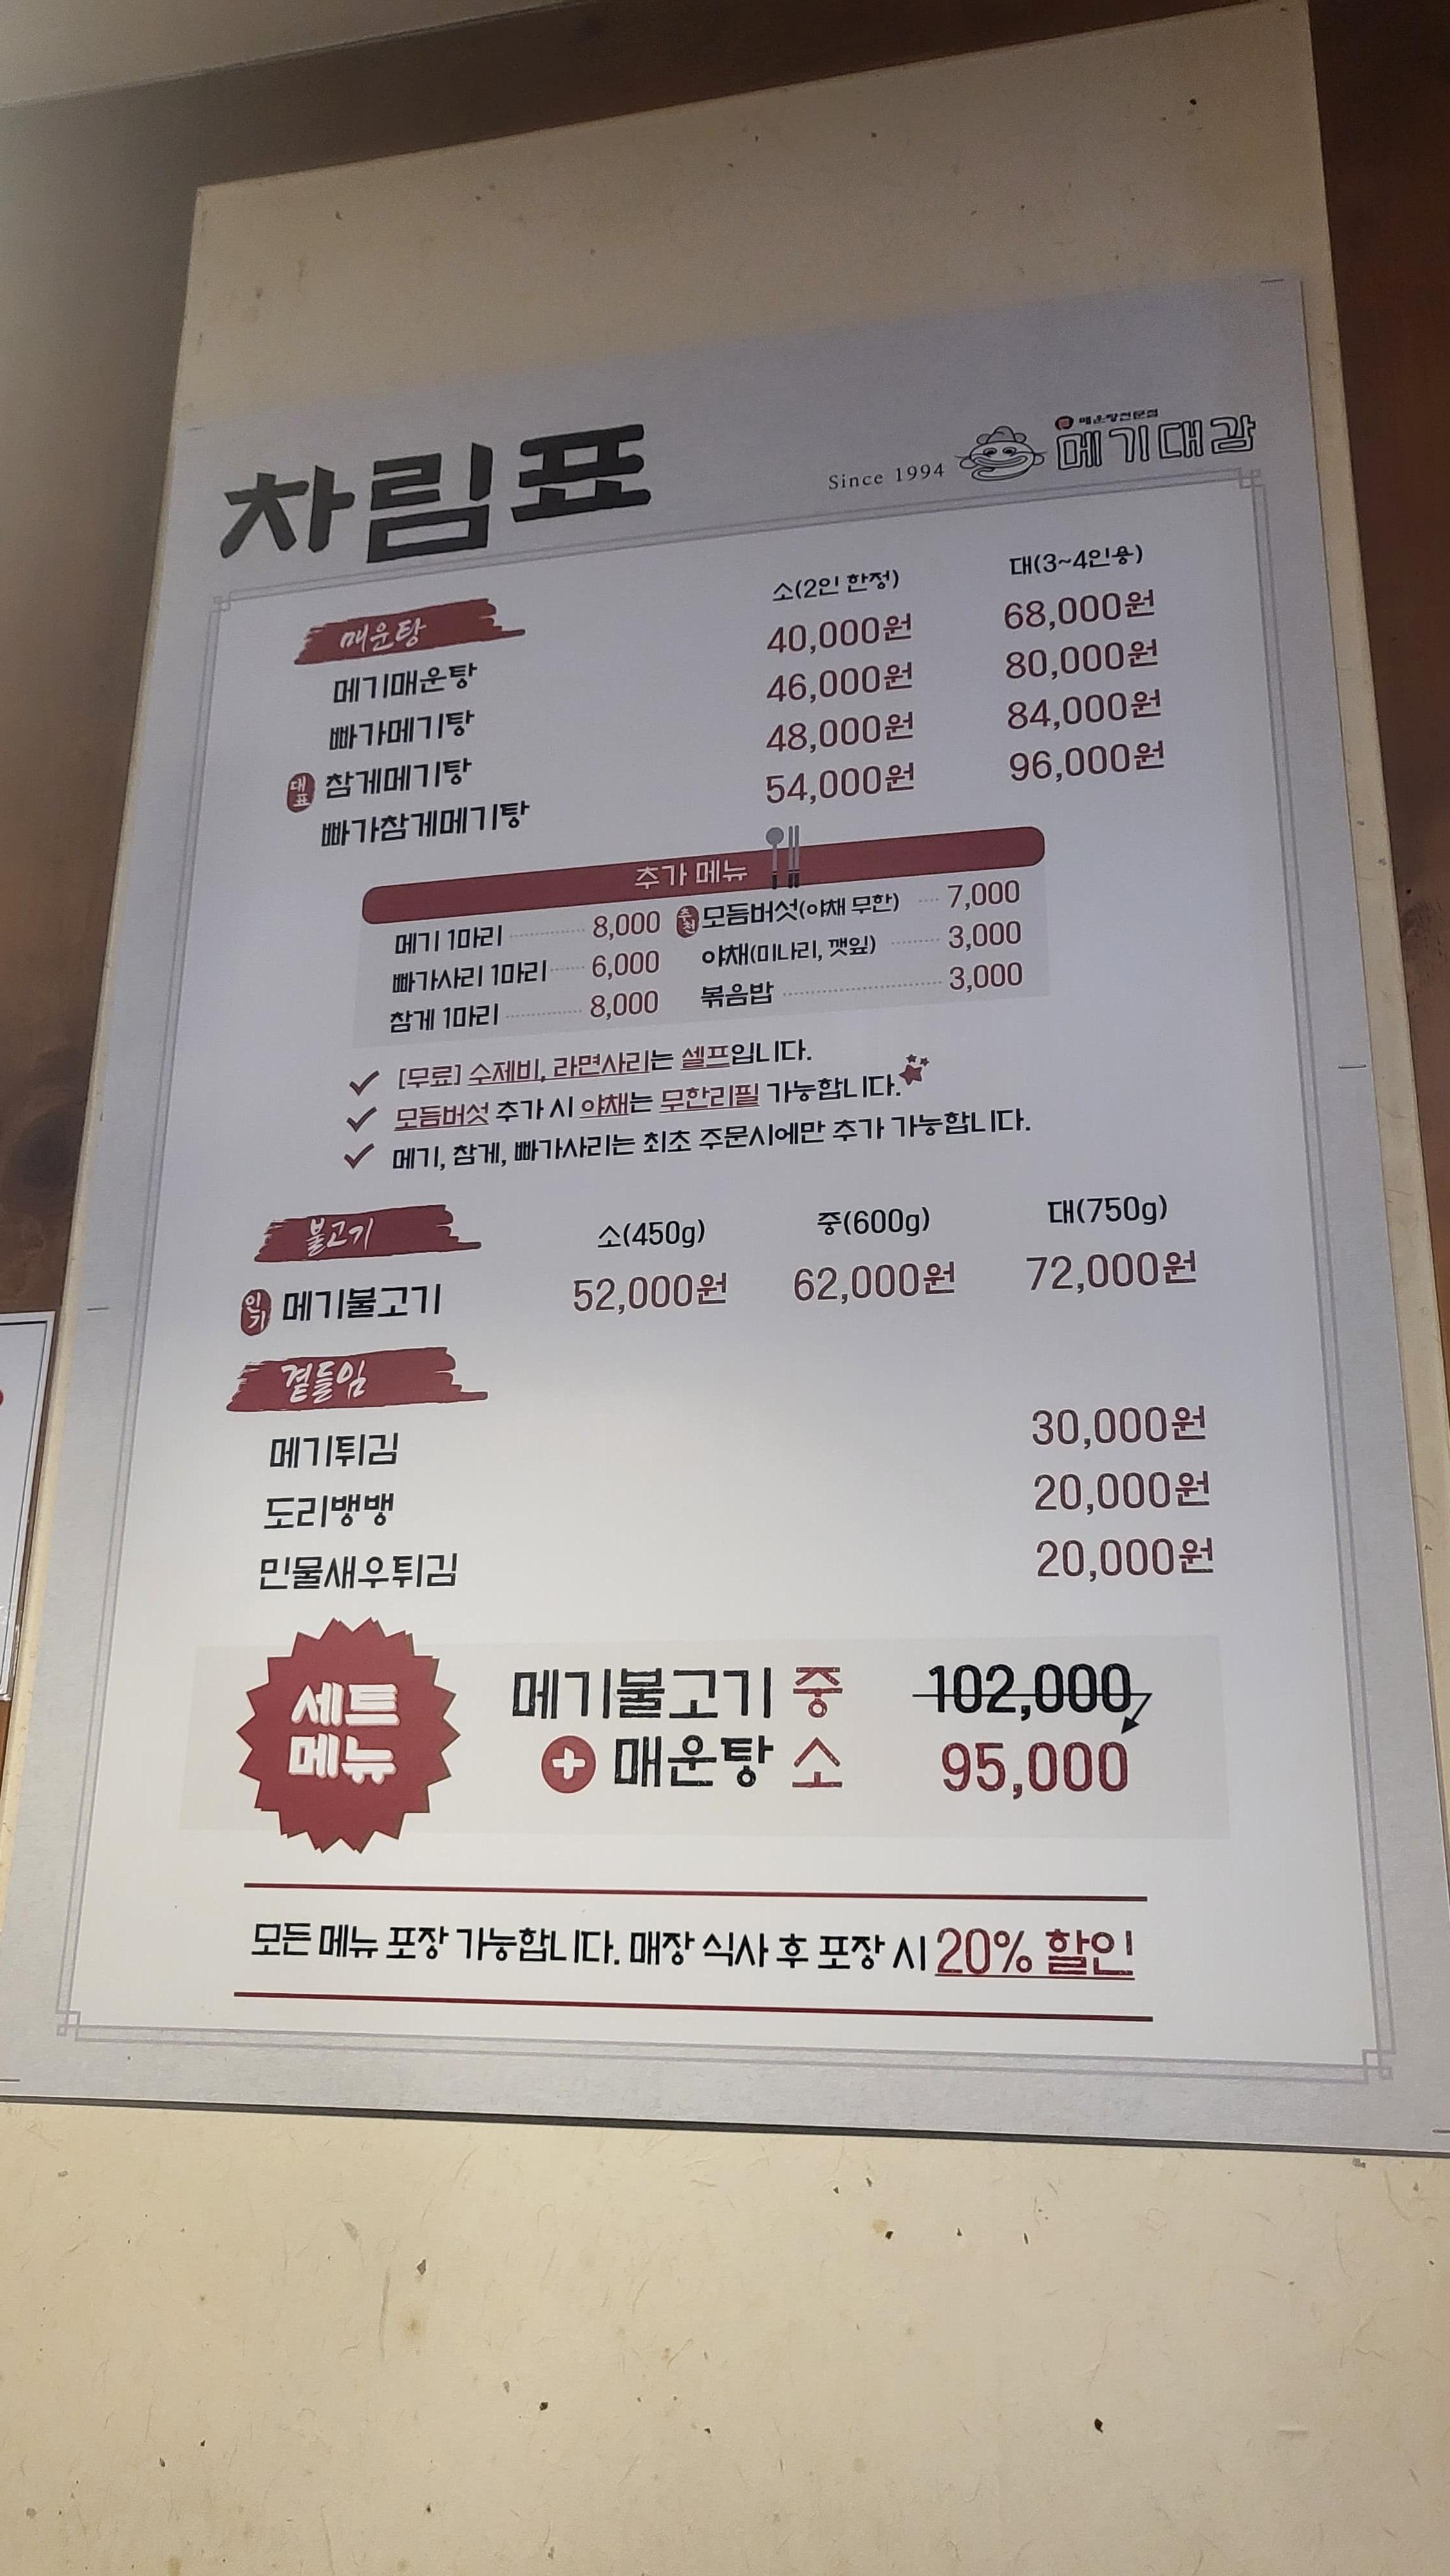 차림표
Since 1994
매운탕전문점
메기대감
소(2인 한정) 대(3~4인용)
매운탕
메기매운탕 40,000원 68,000원
빠가메기탕 46,000원 80,000원
대표 참게메기탕 48,000원 84,000원
빠가참게메기탕 54,000원 96,000원
추가 메뉴
메기 1마리 8,000 추천 모듬버섯(야채 무한) 7,000
빠가사리 1마리 6,000 야채(미나리, 깻잎) 3,000
참게 1마리 8,000 볶음밥 3,000
[무료] 수제비, 라면사리는 셀프입니다.
모듬버섯 추가 시 야채는 무한리필 가능합니다.
메기, 참게, 빠가사리는 최초 주문시에만 추가 가능합니다.
불고기 소(450g) 중(600g) 대(750g)
인기 메기불고기 52,000원 62,000원 72,000원
곁들임
메기튀김 30,000원
도리뱅뱅 20,000원
민물새우튀김 20,000원
세트
메뉴
메기불고기 중 102,000
+ 매운탕 소 95,000
모든 메뉴 포장 가능합니다. 매장 식사 후 포장 시 20% 할인